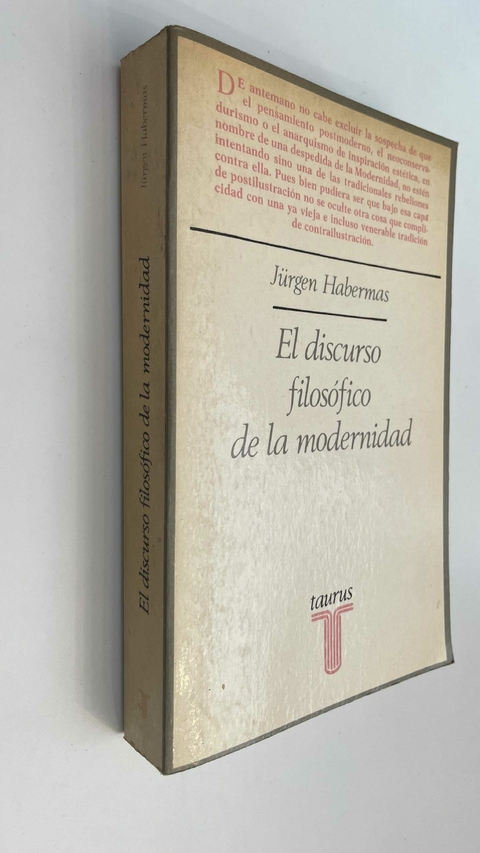 DE antemano no cabe excluir la sospecha de que
el pensamiento postmoderno, el neoconserva-
durismo o el anarquismo de inspiración estética, en
nombre de una despedida de la Modernidad, no estén
intentando sino una de las tradicionales rebeliones
contra ella. Pues bien pudiera ser que bajo esa capa
de postilustración no se oculte otra cosa que compli-
cidad con una ya vieja e incluso venerable tradición
de contrailustración.
Jürgen Habermas
El discurso
filosófico
de la modernidad
taurus
Jürgen Habermas
El discurso filosófico de la modernidad